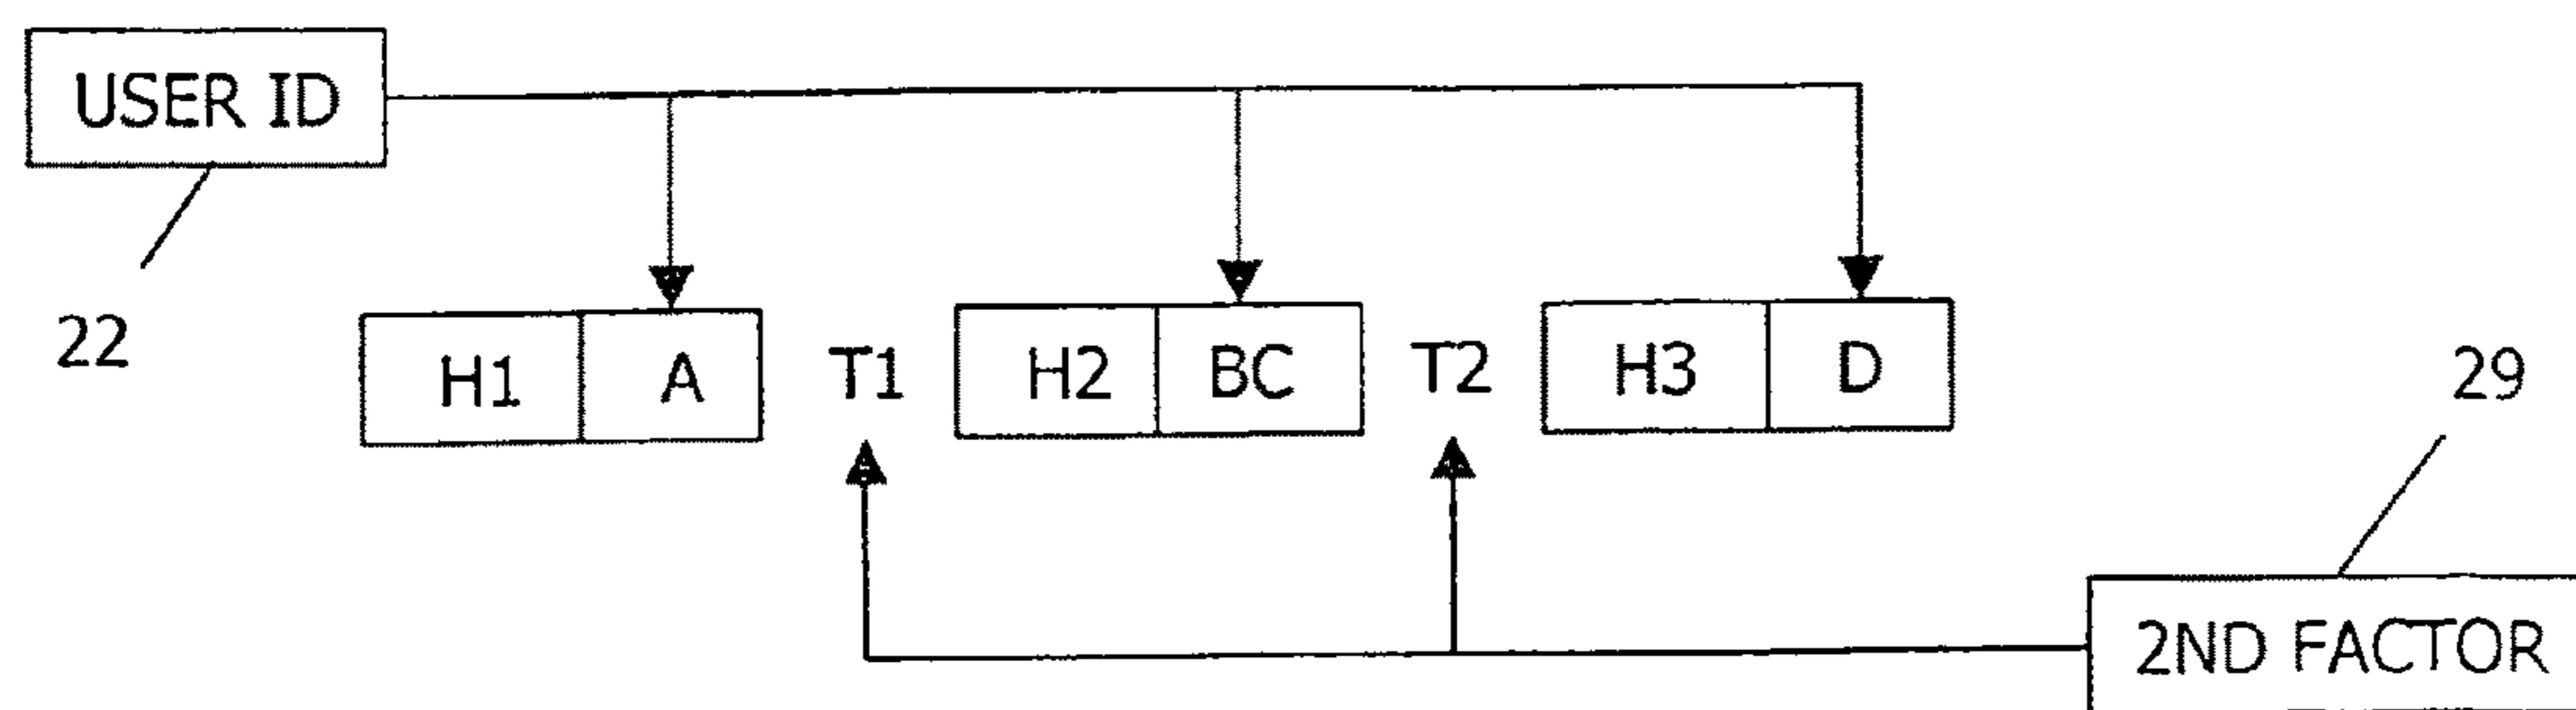 USER ID
22
H1 A T1 H2 BC T2 H3 D
29
2ND FACTOR